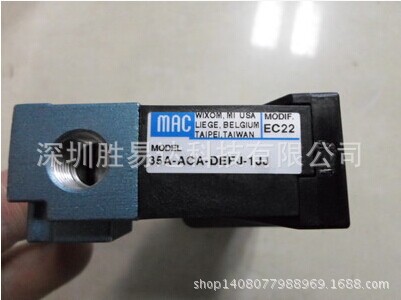 MAC
WIXOM, MI USA
LIEGE, BELGIUM
TAIPEI, TAIWAN
MODIF.
EC22
MODEL
35A-ACA-DEFJ-1JJ
深圳胜易 科技有限公司
shop1408077988969.1688.com